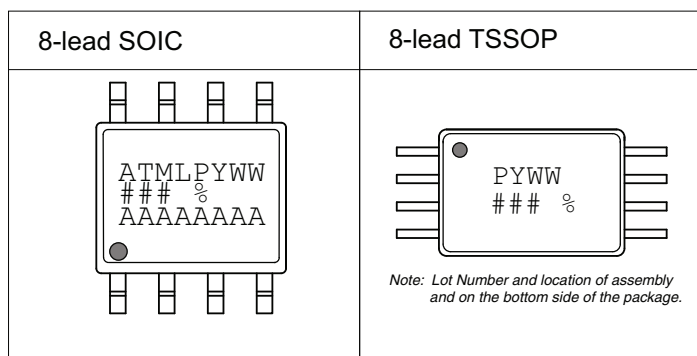 8-lead SOIC
8-lead TSSOP
ATMLPYWW
### %
AAAAAAAA
PYWW
### %
Note: Lot Number and location of assembly
and on the bottom side of the package.